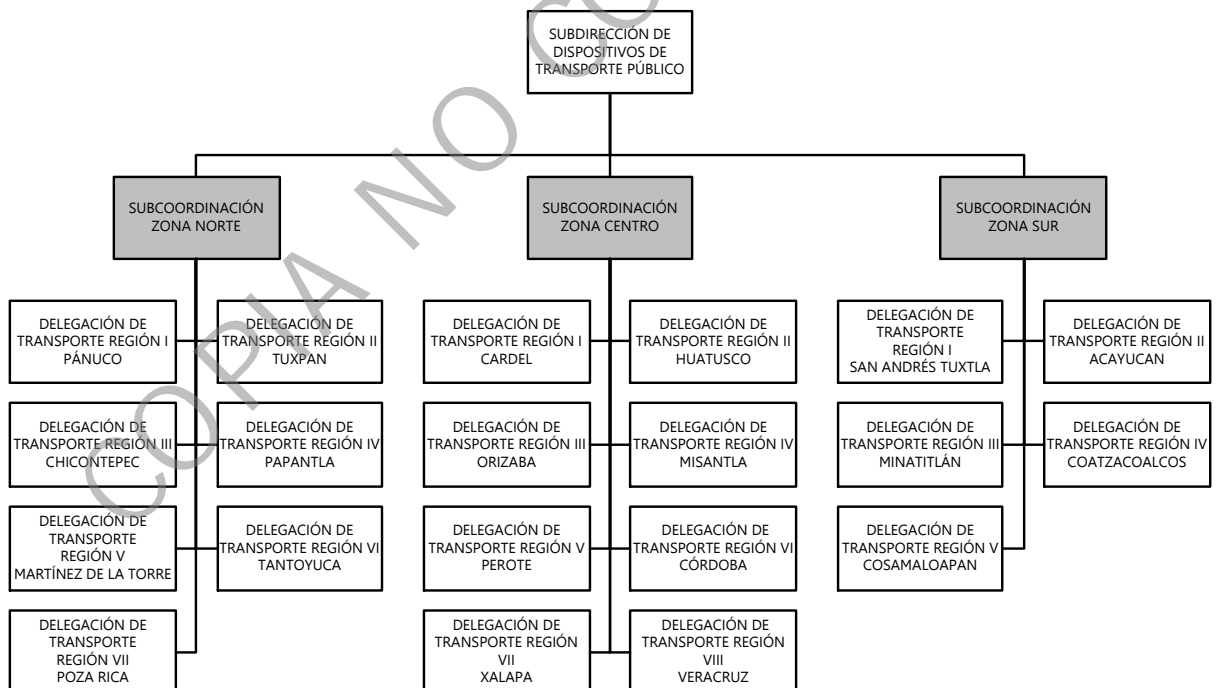 SUBDIRECCIÓN DE
DISPOSITIVOS DE
TRANSPORTE PÚBLICO
SUBCOORDINACIÓN
ZONA NORTE
SUBCOORDINACIÓN
ZONA CENTRO
SUBCOORDINACIÓN
ZONA SUR
DELEGACIÓN DE
TRANSPORTE REGIÓN I
PÁNUCO
DELEGACIÓN DE
TRANSPORTE REGIÓN II
TUXPAN
DELEGACIÓN DE
TRANSPORTE REGIÓN I
CARDEL
DELEGACIÓN DE
TRANSPORTE REGIÓN II
HUATUSCO
DELEGACIÓN DE
TRANSPORTE
REGIÓN I
SAN ANDRÉS TUXTLA
DELEGACIÓN DE
TRANSPORTE REGIÓN II
ACAYUCAN
DELEGACIÓN DE
TRANSPORTE REGIÓN III
CHICONTEPEC
DELEGACIÓN DE
TRANSPORTE REGIÓN IV
PAPANTLA
DELEGACIÓN DE
TRANSPORTE REGIÓN III
ORIZABA
DELEGACIÓN DE
TRANSPORTE REGIÓN IV
MISANTLA
DELEGACIÓN DE
TRANSPORTE REGIÓN III
MINATITLÁN
DELEGACIÓN DE
TRANSPORTE REGIÓN IV
COATZACOALCOS
DELEGACIÓN DE
TRANSPORTE
REGIÓN V
MARTÍNEZ DE LA TORRE
DELEGACIÓN DE
TRANSPORTE REGIÓN VI
TANTOYUCA
DELEGACIÓN DE
TRANSPORTE REGIÓN V
PEROTE
DELEGACIÓN DE
TRANSPORTE REGIÓN VI
CÓRDOBA
DELEGACIÓN DE
TRANSPORTE REGIÓN V
COSAMALOAPAN
DELEGACIÓN DE
TRANSPORTE
REGIÓN VII
POZA RICA
DELEGACIÓN DE
TRANSPORTE REGIÓN
VII
XALAPA
DELEGACIÓN DE
TRANSPORTE REGIÓN
VIII
VERACRUZ
COPIA NO CO